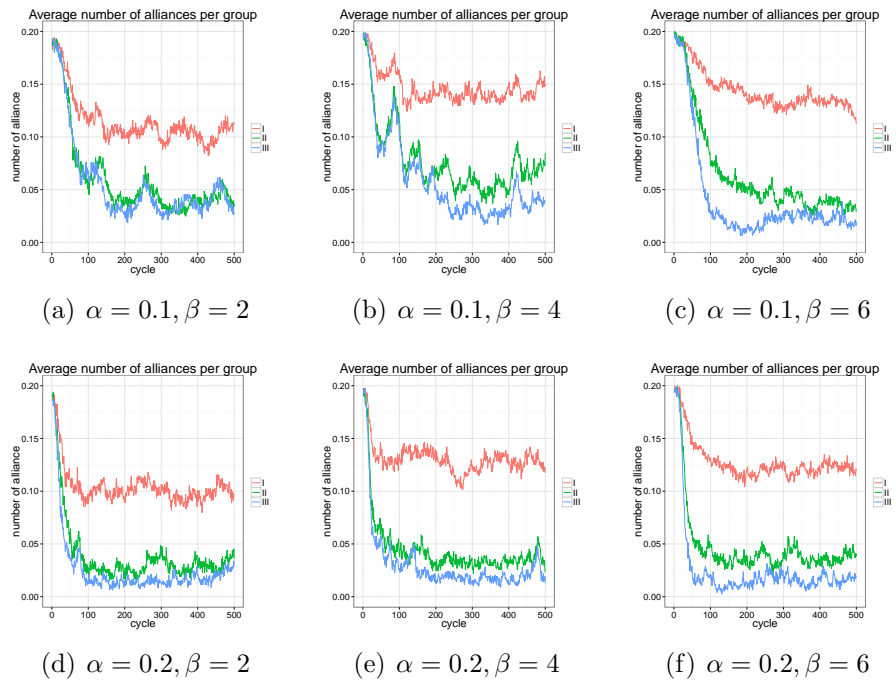 Average number of alliances per group
number of alliance
0.20
0.15
0.10
0.05
0.00
0 100 200 300 400 500
cycle
I
II
III
(a) α = 0.1, β = 2
Average number of alliances per group
number of alliance
0.20
0.15
0.10
0.05
0.00
0 100 200 300 400 500
cycle
I
II
III
(b) α = 0.1, β = 4
Average number of alliances per group
number of alliance
0.20
0.15
0.10
0.05
0.00
0 100 200 300 400 500
cycle
I
II
III
(c) α = 0.1, β = 6
Average number of alliances per group
number of alliance
0.20
0.15
0.10
0.05
0.00
0 100 200 300 400 500
cycle
I
II
III
(d) α = 0.2, β = 2
Average number of alliances per group
number of alliance
0.20
0.15
0.10
0.05
0.00
0 100 200 300 400 500
cycle
I
II
III
(e) α = 0.2, β = 4
Average number of alliances per group
number of alliance
0.20
0.15
0.10
0.05
0.00
0 100 200 300 400 500
cycle
I
II
III
(f) α = 0.2, β = 6